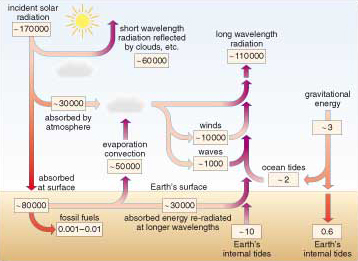 incident solar
radiation
~170000
short wavelength
radiation reflected
by clouds, etc.
~60000
long wavelength
radiation
~110000
~30000
absorbed by
atmosphere
gravitational
energy
~3
winds
~10000
waves
~1000
evaporation
convection
~50000
ocean tides
~2
absorbed
at surface
Earth's surface
~80000
~30000
fossil fuels
0.001–0.01
absorbed energy re-radiated
at longer wavelengths
~10
0.6
Earth's
internal tides
Earth's
internal tides